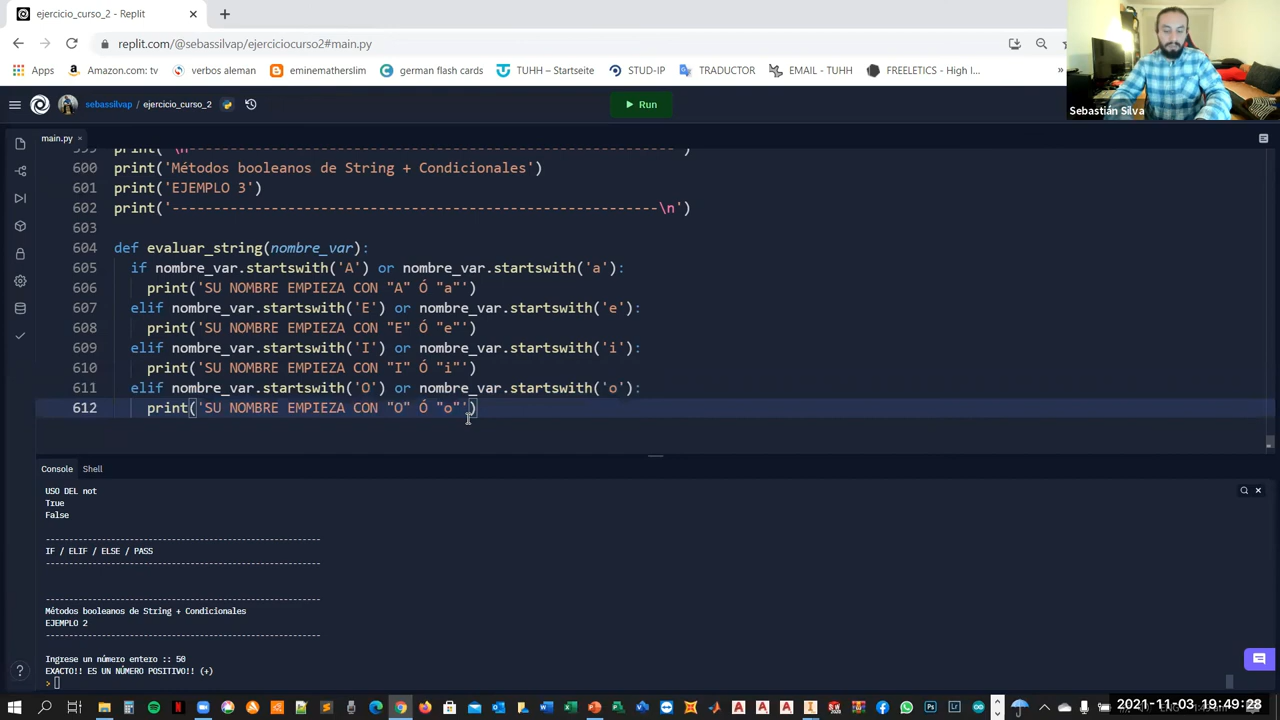 ejercicio_curso_2 - Replit
replit.com/@sebassilvap/ejerciciocurso2#main.py
Apps
Amazon.com: tv
verbos aleman
eminematherslim
german flash cards
TUHH – Startseite
STUD-IP
TRADUCTOR
EMAIL - TUHH
FREELETICS - High I...
»
Sebastián Silva
sebassilvap / ejercicio_curso_2
Run
main.py
600 print('Métodos booleanos de String + Condicionales')
601 print('EJEMPLO 3')
602 print('-----------------------------------------------------------\n')
603
604 def evaluar_string(nombre_var):
605 if nombre_var.startswith('A') or nombre_var.startswith('a'):
606 print('SU NOMBRE EMPIEZA CON "A" Ó "a"')
607 elif nombre_var.startswith('E') or nombre_var.startswith('e'):
608 print('SU NOMBRE EMPIEZA CON "E" Ó "e"')
609 elif nombre_var.startswith('I') or nombre_var.startswith('i'):
610 print('SU NOMBRE EMPIEZA CON "I" Ó "i"')
611 elif nombre_var.startswith('O') or nombre_var.startswith('o'):
612 print('SU NOMBRE EMPIEZA CON "O" Ó "o"')
Console Shell
USO DEL not
True
False
-----------------------------------------------------------
IF / ELIF / ELSE / PASS
-----------------------------------------------------------
-----------------------------------------------------------
Métodos booleanos de String + Condicionales
EJEMPLO 2
-----------------------------------------------------------
Ingrese un número entero :: 50
EXACTO!! ES UN NÚMERO POSITIVO!! (+)
>
2021-11-03 19:49:28